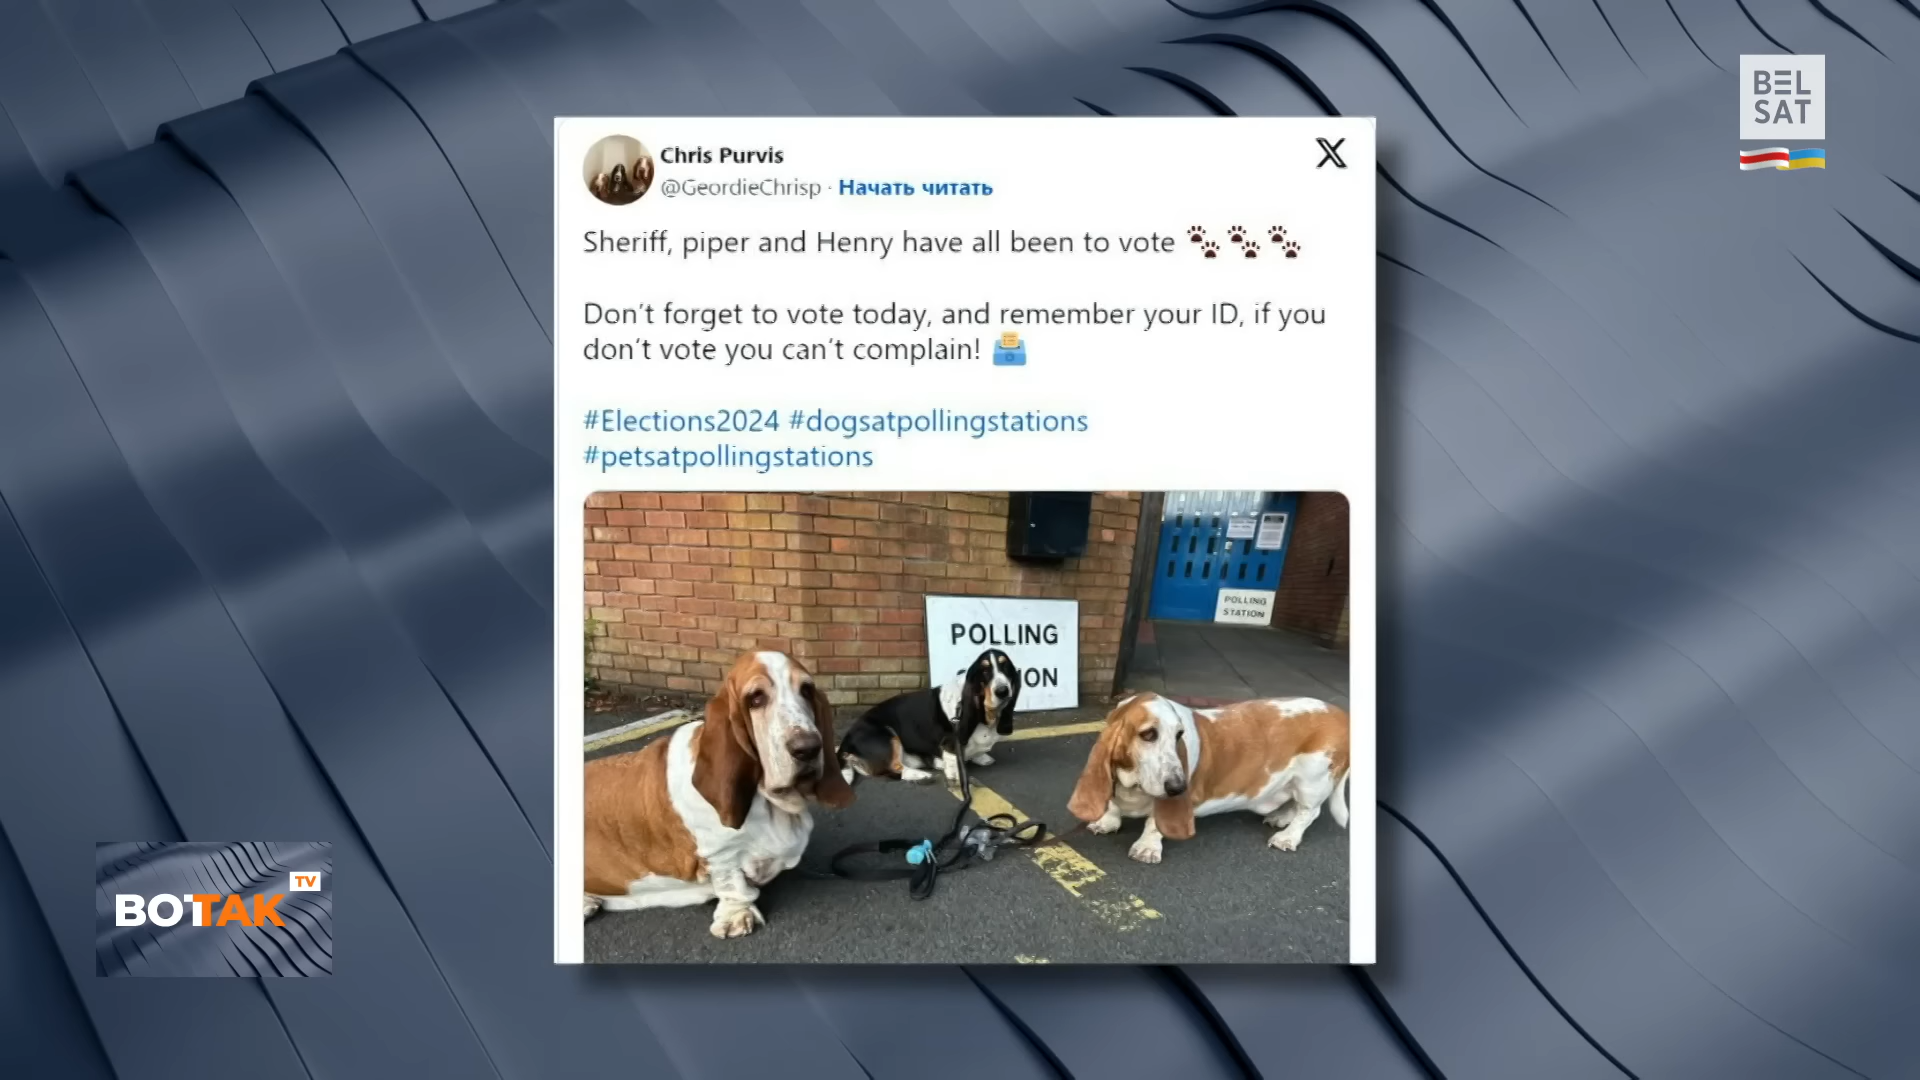 BEL
SAT
Chris Purvis
@GeordieChrisp · Начать читать
Sheriff, piper and Henry have all been to vote 🐾🐾🐾
Don't forget to vote today, and remember your ID, if you
don't vote you can't complain! 🗳️
#Elections2024 #dogsatpollingstations
#petsatpollingstations
POLLING
STATION
POLLING
ION
ВОТТАК
TV